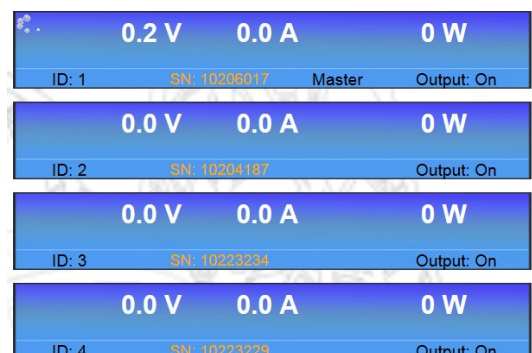 0.2 V 0.0 A 0 W
ID: 1 SN: 10206017 Master Output: On
0.0 V 0.0 A 0 W
ID: 2 SN: 10204187 Output: On
0.0 V 0.0 A 0 W
ID: 3 SN: 10223234 Output: On
0.0 V 0.0 A 0 W
ID: 4 SN: 10223229 Output: On